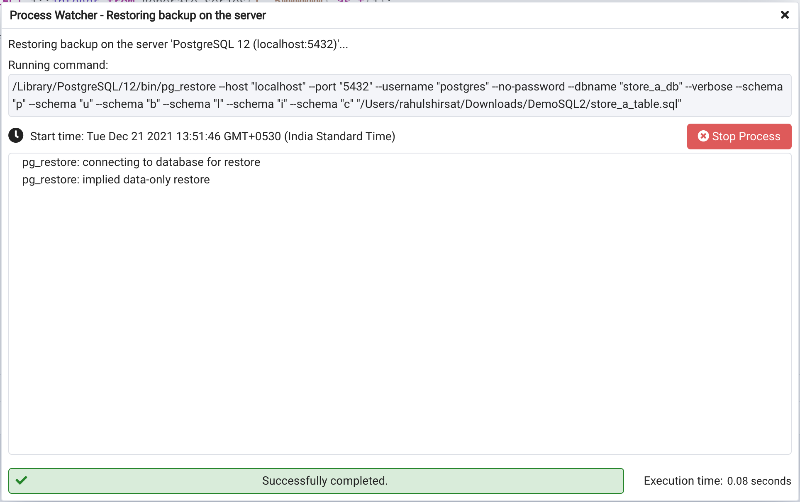 Process Watcher - Restoring backup on the server
Restoring backup on the server 'PostgreSQL 12 (localhost:5432)'...
Running command:
/Library/PostgreSQL/12/bin/pg_restore --host "localhost" --port "5432" --username "postgres" --no-password --dbname "store_a_db" --verbose --schema
"p" --schema "u" --schema "b" --schema "l" --schema "i" --schema "c" "/Users/rahulshirsat/Downloads/DemoSQL2/store_a_table.sql"
Start time: Tue Dec 21 2021 13:51:46 GMT+0530 (India Standard Time)
Stop Process
pg_restore: connecting to database for restore
pg_restore: implied data-only restore
Successfully completed.
Execution time: 0.08 seconds